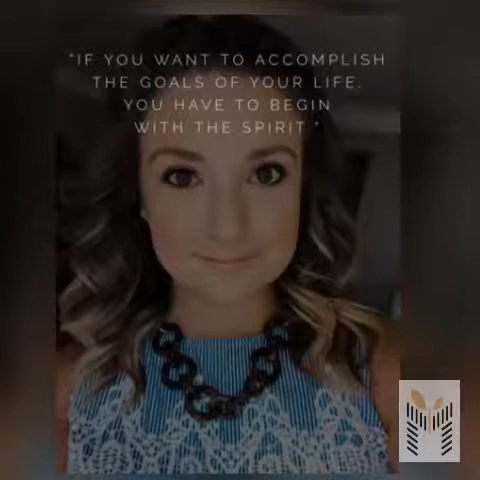 "IF YOU WANT TO ACCOMPLISH
THE GOALS OF YOUR LIFE.
YOU HAVE TO BEGIN
WITH THE SPIRIT "